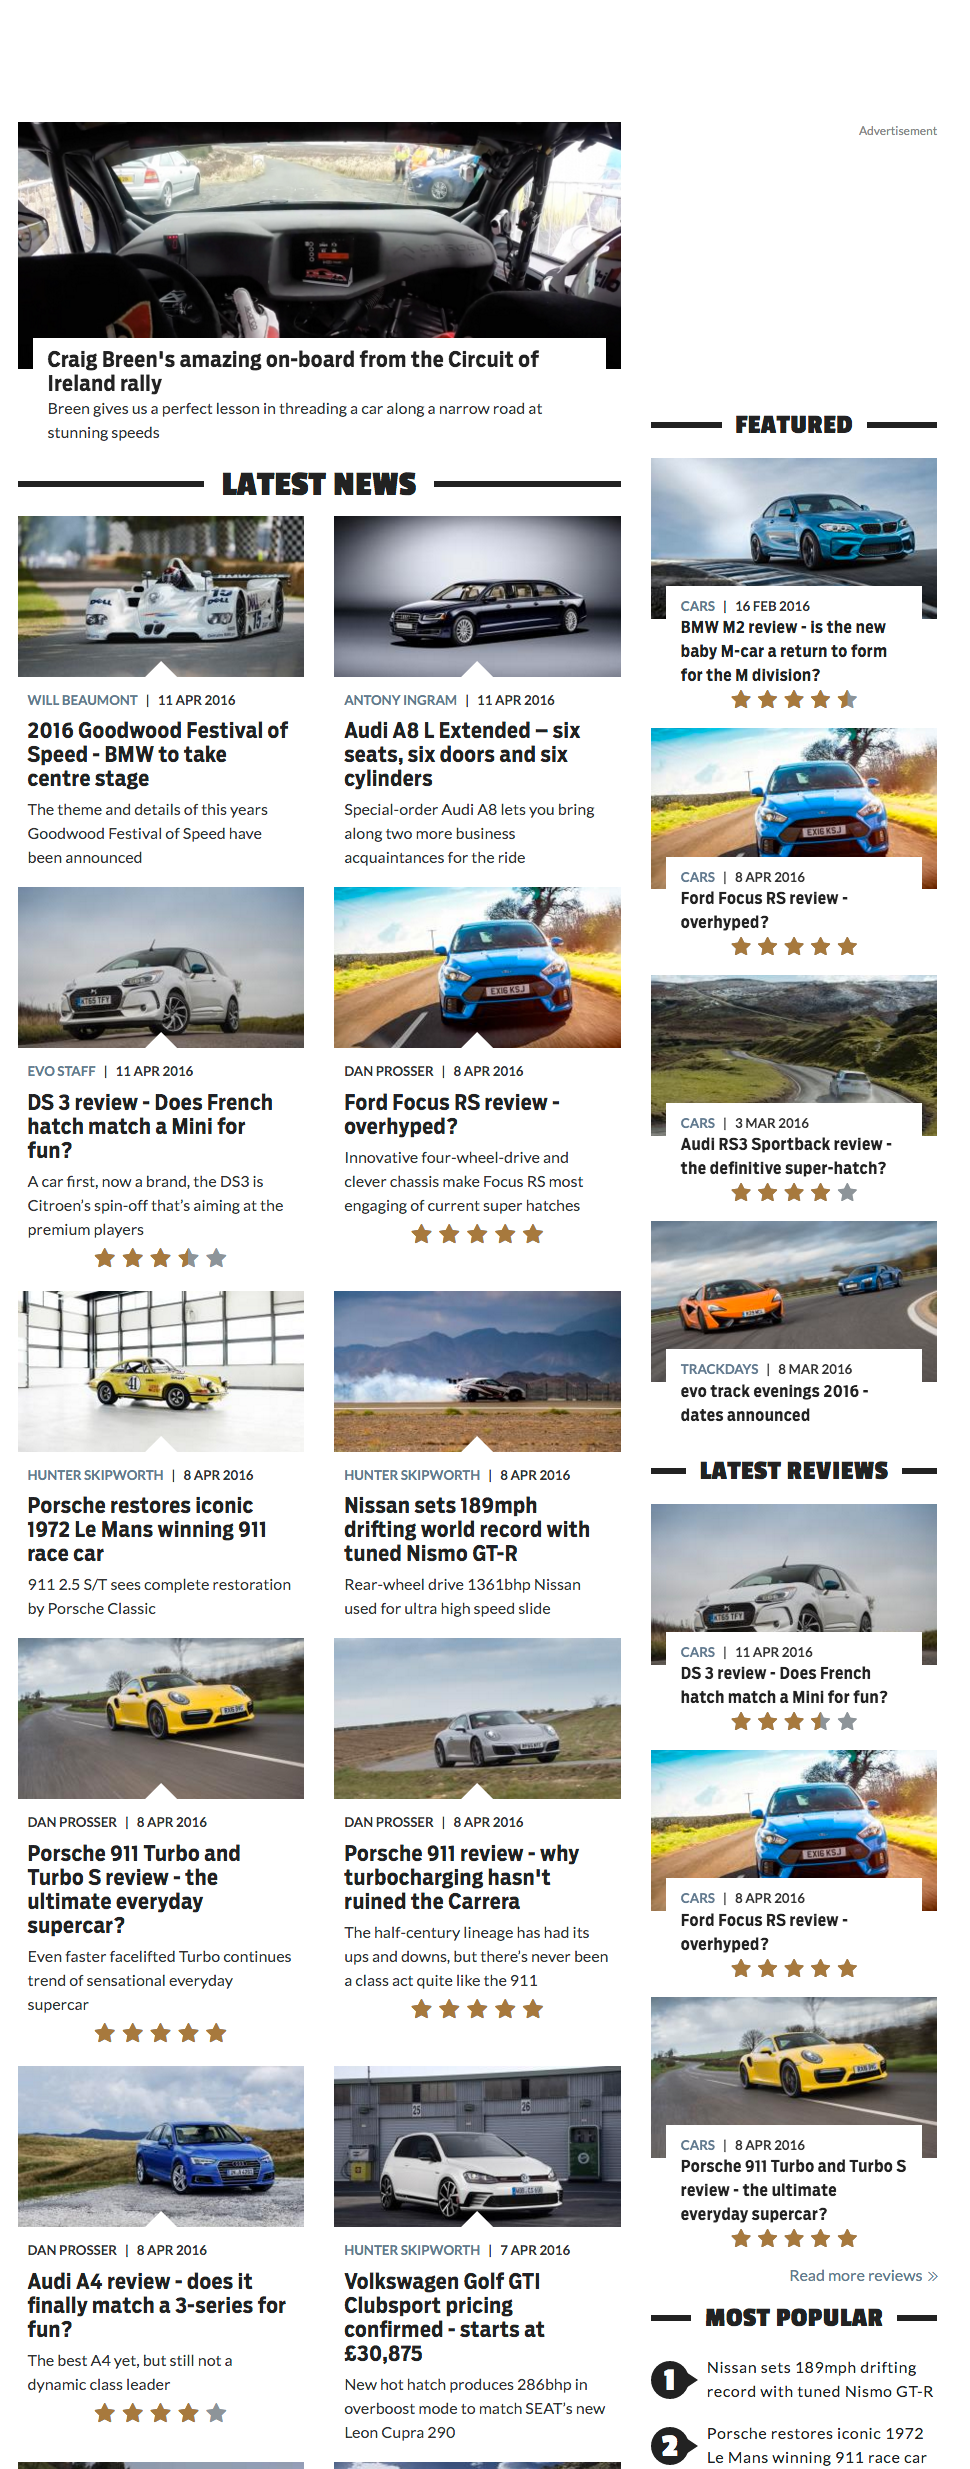 Advertisement
Craig Breen's amazing on-board from the Circuit of
Ireland rally
Breen gives us a perfect lesson in threading a car along a narrow road at
stunning speeds
LATEST NEWS
DELL
15
DELL
15
WILL BEAUMONT | 11 APR 2016
2016 Goodwood Festival of
Speed - BMW to take
centre stage
The theme and details of this years
Goodwood Festival of Speed have
been announced
ANTONY INGRAM | 11 APR 2016
Audi A8 L Extended – six
seats, six doors and six
cylinders
Special-order Audi A8 lets you bring
along two more business
acquaintances for the ride
KT65 TFY
EVO STAFF | 11 APR 2016
DS 3 review - Does French
hatch match a Mini for
fun?
A car first, now a brand, the DS3 is
Citroen’s spin-off that’s aiming at the
premium players
EX16 KSJ
DAN PROSSER | 8 APR 2016
Ford Focus RS review -
overhyped?
Innovative four-wheel-drive and
clever chassis make Focus RS most
engaging of current super hatches
41
HUNTER SKIPWORTH | 8 APR 2016
Porsche restores iconic
1972 Le Mans winning 911
race car
911 2.5 S/T sees complete restoration
by Porsche Classic
HUNTER SKIPWORTH | 8 APR 2016
Nissan sets 189mph
drifting world record with
tuned Nismo GT-R
Rear-wheel drive 1361bhp Nissan
used for ultra high speed slide
DAN PROSSER | 8 APR 2016
Porsche 911 Turbo and
Turbo S review - the
ultimate everyday
supercar?
Even faster facelifted Turbo continues
trend of sensational everyday
supercar
DAN PROSSER | 8 APR 2016
Porsche 911 review - why
turbocharging hasn't
ruined the Carrera
The half-century lineage has had its
ups and downs, but there’s never been
a class act quite like the 911
DAN PROSSER | 8 APR 2016
Audi A4 review - does it
finally match a 3-series for
fun?
The best A4 yet, but still not a
dynamic class leader
25
26
HUNTER SKIPWORTH | 7 APR 2016
Volkswagen Golf GTI
Clubsport pricing
confirmed - starts at
£30,875
New hot hatch produces 286bhp in
overboost mode to match SEAT’s new
Leon Cupra 290
FEATURED
CARS | 16 FEB 2016
BMW M2 review - is the new
baby M-car a return to form
for the M division?
EX16 KSJ
CARS | 8 APR 2016
Ford Focus RS review -
overhyped?
CARS | 3 MAR 2016
Audi RS3 Sportback review -
the definitive super-hatch?
TRACKDAYS | 8 MAR 2016
evo track evenings 2016 -
dates announced
LATEST REVIEWS
KT65 TFY
CARS | 11 APR 2016
DS 3 review - Does French
hatch match a Mini for fun?
EX16 KSJ
CARS | 8 APR 2016
Ford Focus RS review -
overhyped?
CARS | 8 APR 2016
Porsche 911 Turbo and Turbo S
review - the ultimate
everyday supercar?
Read more reviews »
MOST POPULAR
1 Nissan sets 189mph drifting
record with tuned Nismo GT-R
2 Porsche restores iconic 1972
Le Mans winning 911 race car